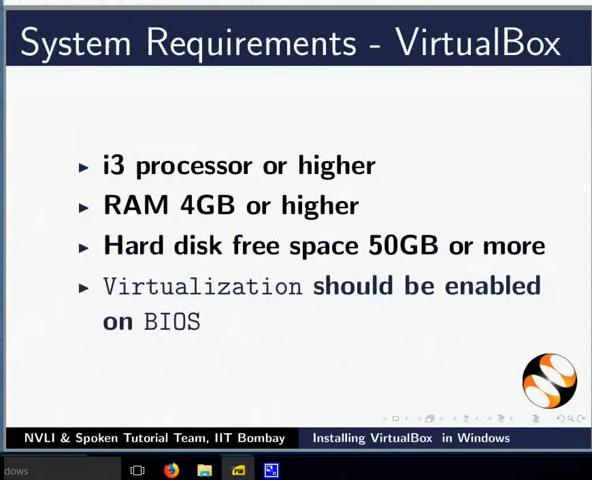 System Requirements - VirtualBox
i3 processor or higher
RAM 4GB or higher
Hard disk free space 50GB or more
Virtualization should be enabled
on BIOS
NVLI & Spoken Tutorial Team, IIT Bombay Installing VirtualBox in Windows
dows